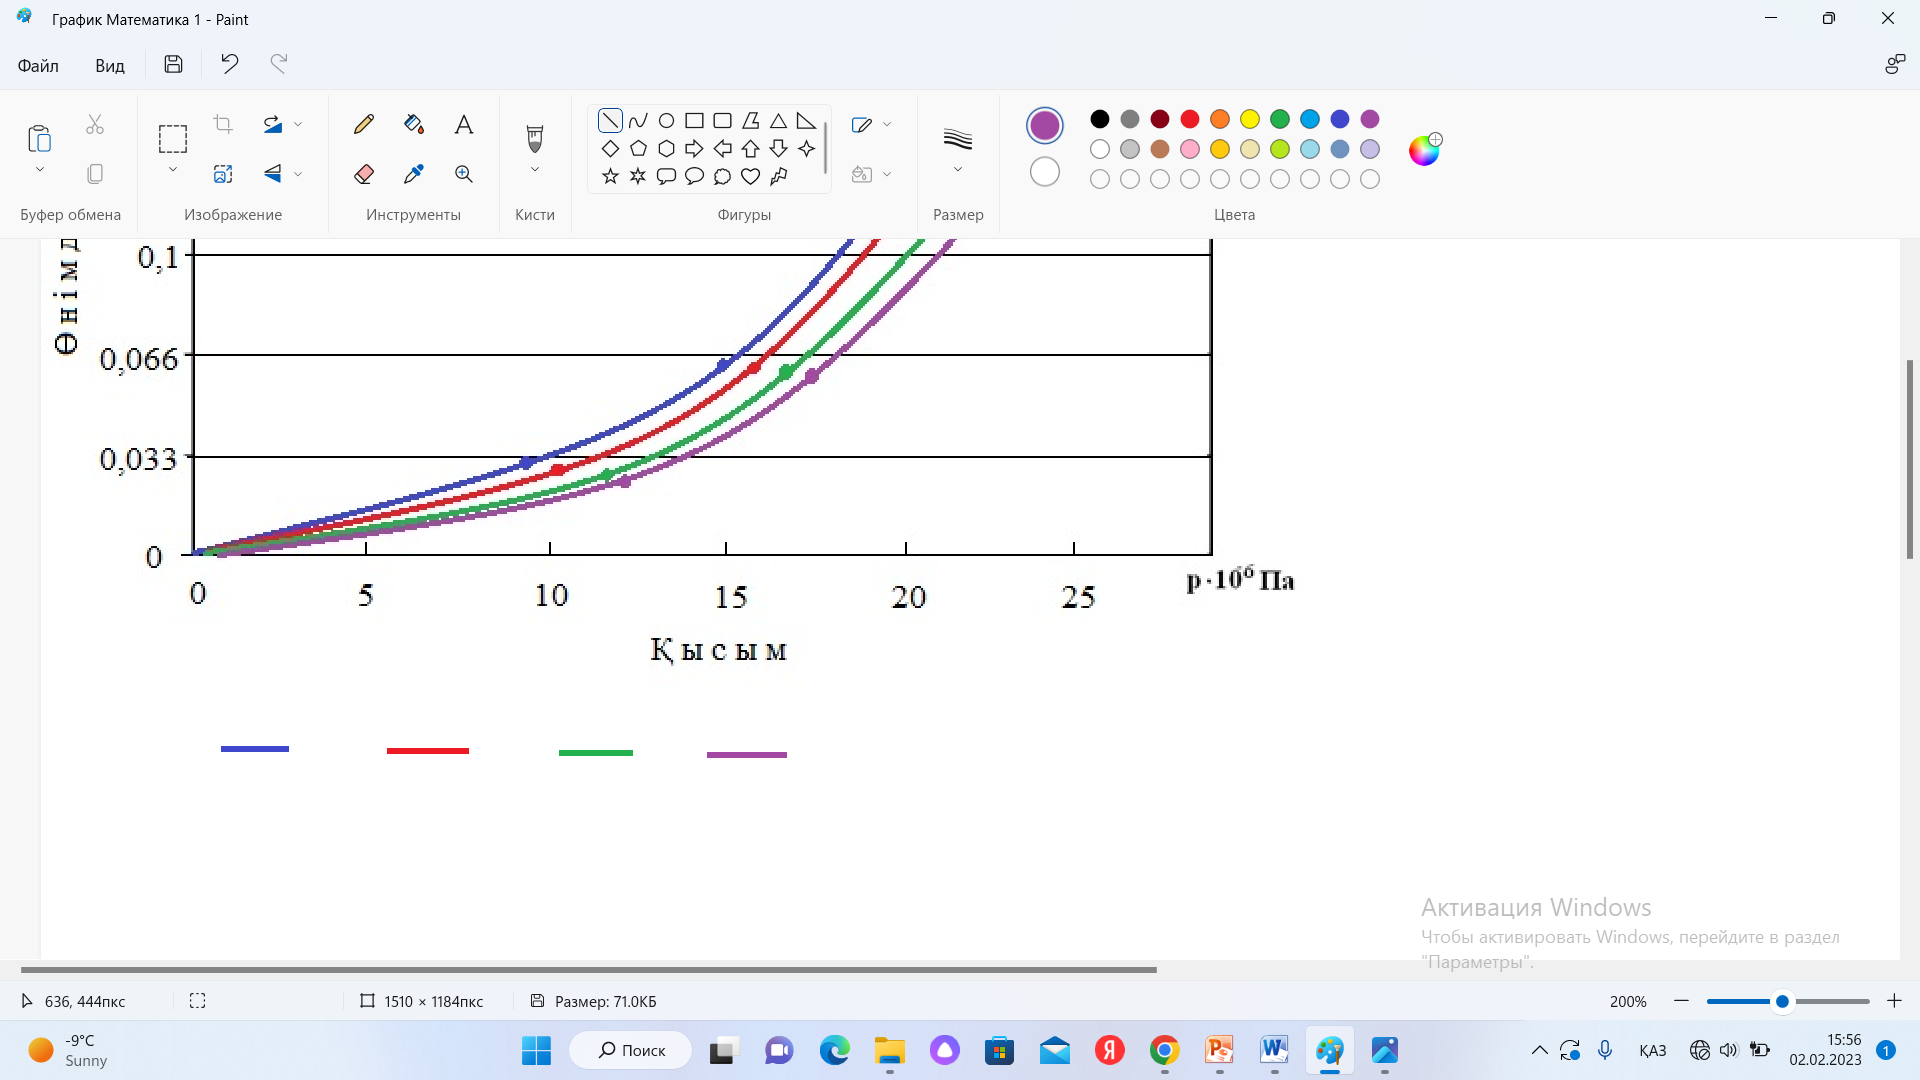 График Математика 1 - Paint
Файл Вид
Буфер обмена Изображение Инструменты Кисти Фигуры Размер Цвета
Өнімд
0,1
0,066
0,033
0
0 5 10 15 20 25 p·10⁶ Па
Қысым
Активация Windows
Чтобы активировать Windows, перейдите в раздел
"Параметры".
636, 444пкс 1510 × 1184пкс Размер: 71.0КБ 200%
-9°C
Sunny
Поиск
ҚАЗ
15:56
02.02.2023
1